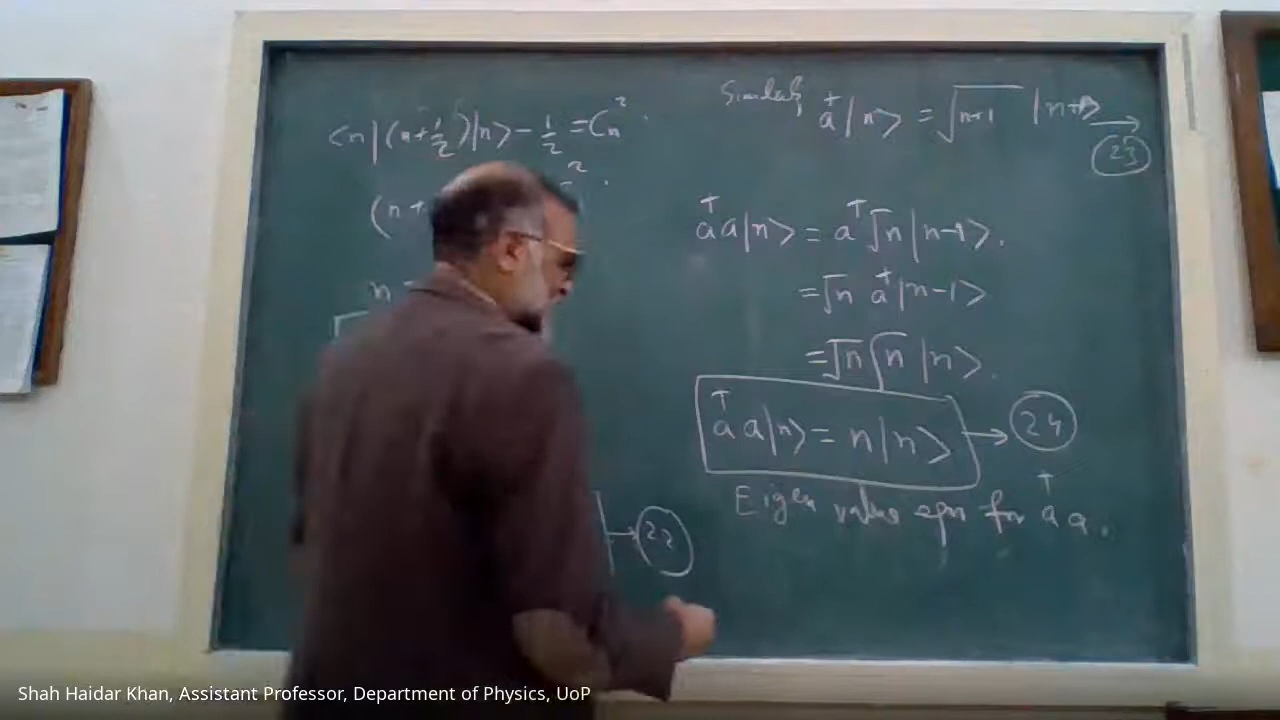 ⟨n|(n+1/2)|n⟩ - 1/2 = Cn².
(n +
n
→ 22
Similarly a†|n⟩ = √(n+1) |n+1⟩ → 23
a†a|n⟩ = a†√n|n-1⟩.
= √n a†|n-1⟩
= √n √n |n⟩.
a†a|n⟩ = n|n⟩ → 24
Eigen value eqn for a†a.
Shah Haidar Khan, Assistant Professor, Department of Physics, UoP